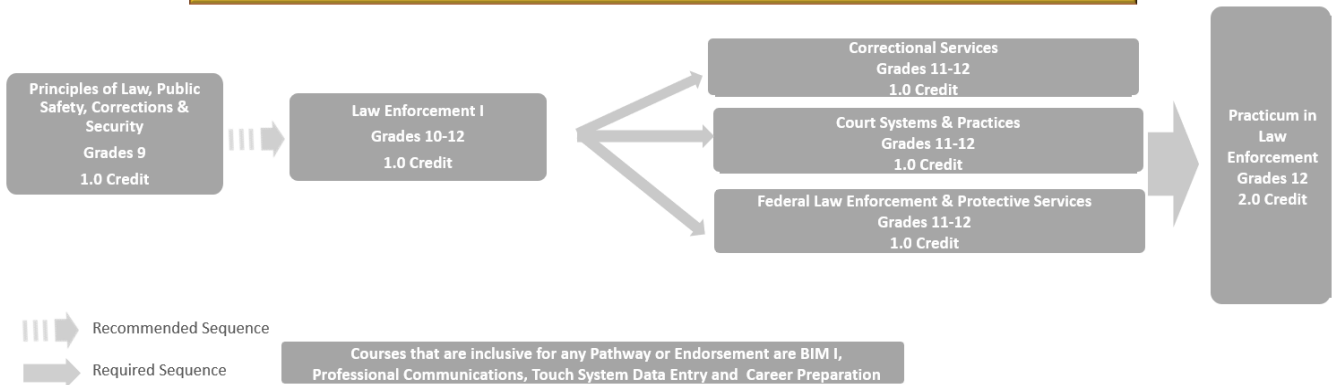 Principles of Law, Public
Safety, Corrections &
Security
Grades 9
1.0 Credit
Law Enforcement I
Grades 10-12
1.0 Credit
Correctional Services
Grades 11-12
1.0 Credit
Court Systems & Practices
Grades 11-12
1.0 Credit
Federal Law Enforcement & Protective Services
Grades 11-12
1.0 Credit
Practicum in
Law
Enforcement
Grades 12
2.0 Credit
Recommended Sequence
Required Sequence
Courses that are inclusive for any Pathway or Endorsement are BIM I,
Professional Communications, Touch System Data Entry and Career Preparation